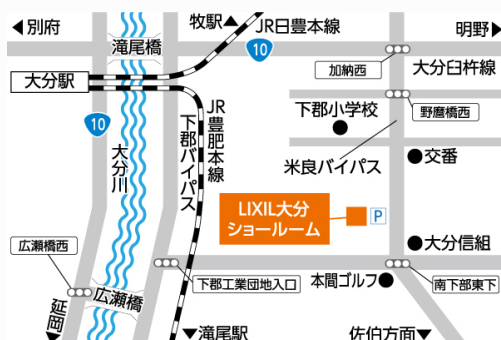 ◀別府
滝尾橋
牧駅▲
JR日豊本線
10
明野▶
加納西
大分臼杵線
大分駅
10
大分川
下郡バイパス
JR豊肥本線
下郡小学校
野麿橋西
米良バイパス
交番
LIXIL大分
ショールーム
P
大分信組
広瀬橋西
広瀬橋
下郡工業団地入口
本間ゴルフ
南下部東下
延岡▼
▼滝尾駅
佐伯方面▼